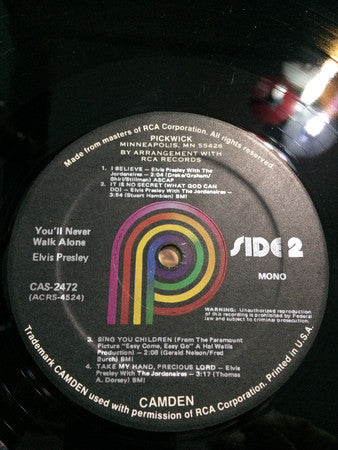 Made from masters of RCA Corporation. All rights reserved.
PICKWICK
MINNEAPOLIS, MN 55426
BY ARRANGEMENT WITH
RCA RECORDS
1. I BELIEVE — Elvis Presley With The
Jordanaires — 2:04 (Drake/Graham/
Shirl/Stillman) ASCAP
2. IT IS NO SECRET (WHAT GOD CAN
DO) — Elvis Presley With The Jordanaires —
3:54 (Stuart Hamblen) BMI
You'll Never
Walk Alone
Elvis Presley
CAS-2472
(ACRS-4524)
SIDE 2
MONO
WARNING: Unauthorized reproduction
of this recording is prohibited by Federal
law and subject to criminal prosecution.
3. SING YOU CHILDREN (From The Paramount
Picture "Easy Come, Easy Go" A Hal Wallis
Production) — 2:08 (Gerald Nelson/Fred
Burch) BMI
4. TAKE MY HAND, PRECIOUS LORD — Elvis
Presley With The Jordanaires — 3:17 (Thomas
A. Dorsey) BMI
CAMDEN
Trademark CAMDEN used with permission of RCA Corporation. Printed in U.S.A.